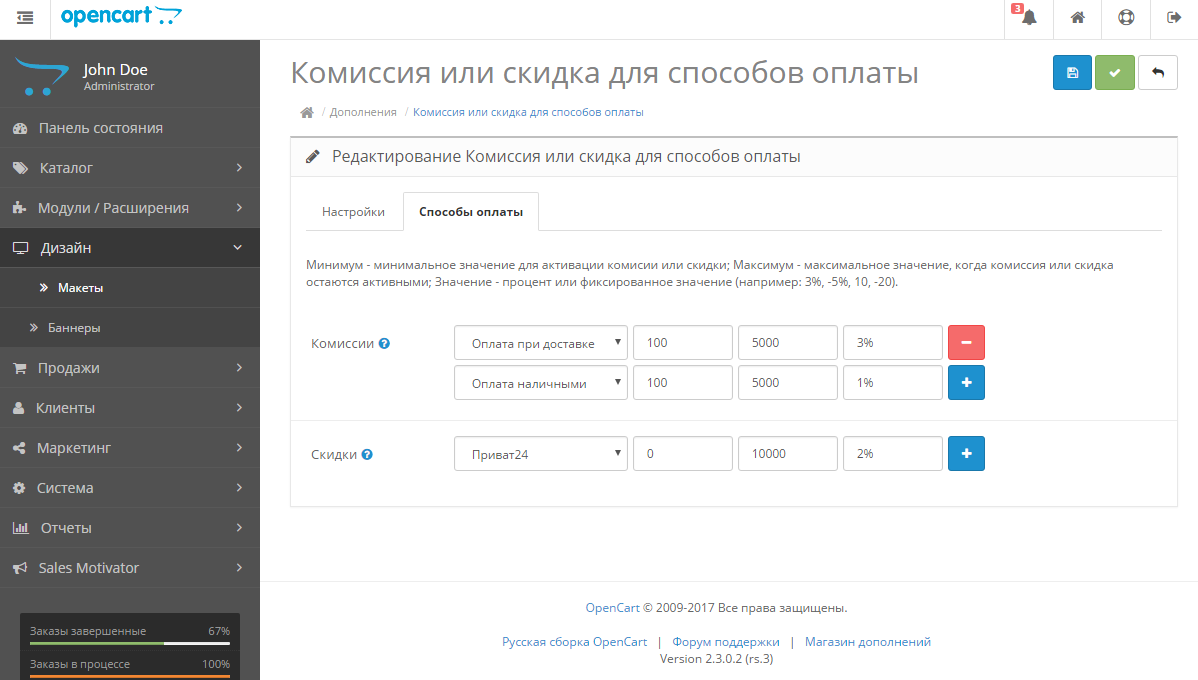 opencart
3
John Doe
Administrator
Панель состояния
Каталог
Модули / Расширения
Дизайн
Макеты
Баннеры
Продажи
Клиенты
Маркетинг
Система
Отчеты
Sales Motivator
Заказы завершенные 67%
Заказы в процессе 100%
Комиссия или скидка для способов оплаты
/ Дополнения / Комиссия или скидка для способов оплаты
Редактирование Комиссия или скидка для способов оплаты
Настройки Способы оплаты
Минимум - минимальное значение для активации комисии или скидки; Максимум - максимальное значение, когда комиссия или скидка
остаются активными; Значение - процент или фиксированное значение (например: 3%, -5%, 10, -20).
Комиссии ? Оплата при доставке 100 5000 3%
Оплата наличными 100 5000 1%
Скидки ? Приват24 0 10000 2%
OpenCart © 2009-2017 Все права защищены.
Русская сборка OpenCart | Форум поддержки | Магазин дополнений
Version 2.3.0.2 (rs.3)